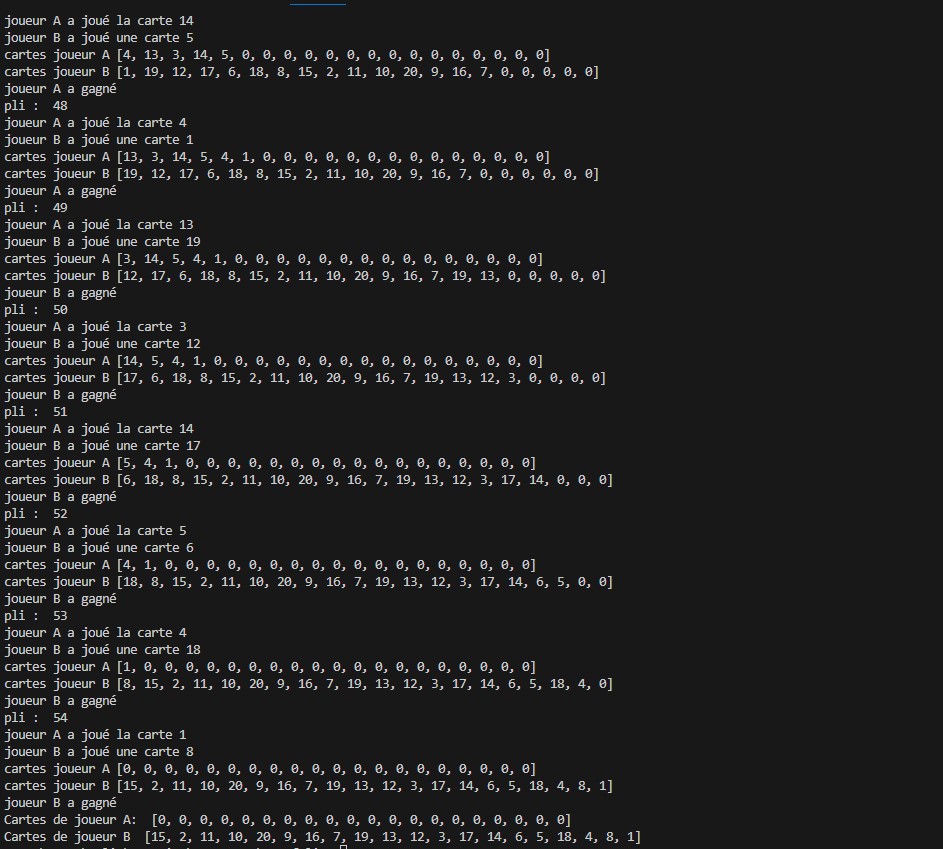 joueur A a joué la carte 14
joueur B a joué une carte 5
cartes joueur A [4, 13, 3, 14, 5, 0, 0, 0, 0, 0, 0, 0, 0, 0, 0, 0, 0, 0, 0, 0]
cartes joueur B [1, 19, 12, 17, 6, 18, 8, 15, 2, 11, 10, 20, 9, 16, 7, 0, 0, 0, 0, 0]
joueur A a gagné
pli :  48
joueur A a joué la carte 4
joueur B a joué une carte 1
cartes joueur A [13, 3, 14, 5, 4, 1, 0, 0, 0, 0, 0, 0, 0, 0, 0, 0, 0, 0, 0, 0]
cartes joueur B [19, 12, 17, 6, 18, 8, 15, 2, 11, 10, 20, 9, 16, 7, 0, 0, 0, 0, 0, 0]
joueur A a gagné
pli :  49
joueur A a joué la carte 13
joueur B a joué une carte 19
cartes joueur A [3, 14, 5, 4, 1, 0, 0, 0, 0, 0, 0, 0, 0, 0, 0, 0, 0, 0, 0, 0]
cartes joueur B [12, 17, 6, 18, 8, 15, 2, 11, 10, 20, 9, 16, 7, 19, 13, 0, 0, 0, 0, 0]
joueur B a gagné
pli :  50
joueur A a joué la carte 3
joueur B a joué une carte 12
cartes joueur A [14, 5, 4, 1, 0, 0, 0, 0, 0, 0, 0, 0, 0, 0, 0, 0, 0, 0, 0, 0]
cartes joueur B [17, 6, 18, 8, 15, 2, 11, 10, 20, 9, 16, 7, 19, 13, 12, 3, 0, 0, 0, 0]
joueur B a gagné
pli :  51
joueur A a joué la carte 14
joueur B a joué une carte 17
cartes joueur A [5, 4, 1, 0, 0, 0, 0, 0, 0, 0, 0, 0, 0, 0, 0, 0, 0, 0, 0, 0]
cartes joueur B [6, 18, 8, 15, 2, 11, 10, 20, 9, 16, 7, 19, 13, 12, 3, 17, 14, 0, 0, 0]
joueur B a gagné
pli :  52
joueur A a joué la carte 5
joueur B a joué une carte 6
cartes joueur A [4, 1, 0, 0, 0, 0, 0, 0, 0, 0, 0, 0, 0, 0, 0, 0, 0, 0, 0, 0]
cartes joueur B [18, 8, 15, 2, 11, 10, 20, 9, 16, 7, 19, 13, 12, 3, 17, 14, 6, 5, 0, 0]
joueur B a gagné
pli :  53
joueur A a joué la carte 4
joueur B a joué une carte 18
cartes joueur A [1, 0, 0, 0, 0, 0, 0, 0, 0, 0, 0, 0, 0, 0, 0, 0, 0, 0, 0, 0]
cartes joueur B [8, 15, 2, 11, 10, 20, 9, 16, 7, 19, 13, 12, 3, 17, 14, 6, 5, 18, 4, 0]
joueur B a gagné
pli :  54
joueur A a joué la carte 1
joueur B a joué une carte 8
cartes joueur A [0, 0, 0, 0, 0, 0, 0, 0, 0, 0, 0, 0, 0, 0, 0, 0, 0, 0, 0, 0]
cartes joueur B [15, 2, 11, 10, 20, 9, 16, 7, 19, 13, 12, 3, 17, 14, 6, 5, 18, 4, 8, 1]
joueur B a gagné
Cartes de joueur A:  [0, 0, 0, 0, 0, 0, 0, 0, 0, 0, 0, 0, 0, 0, 0, 0, 0, 0, 0, 0]
Cartes de joueur B  [15, 2, 11, 10, 20, 9, 16, 7, 19, 13, 12, 3, 17, 14, 6, 5, 18, 4, 8, 1]